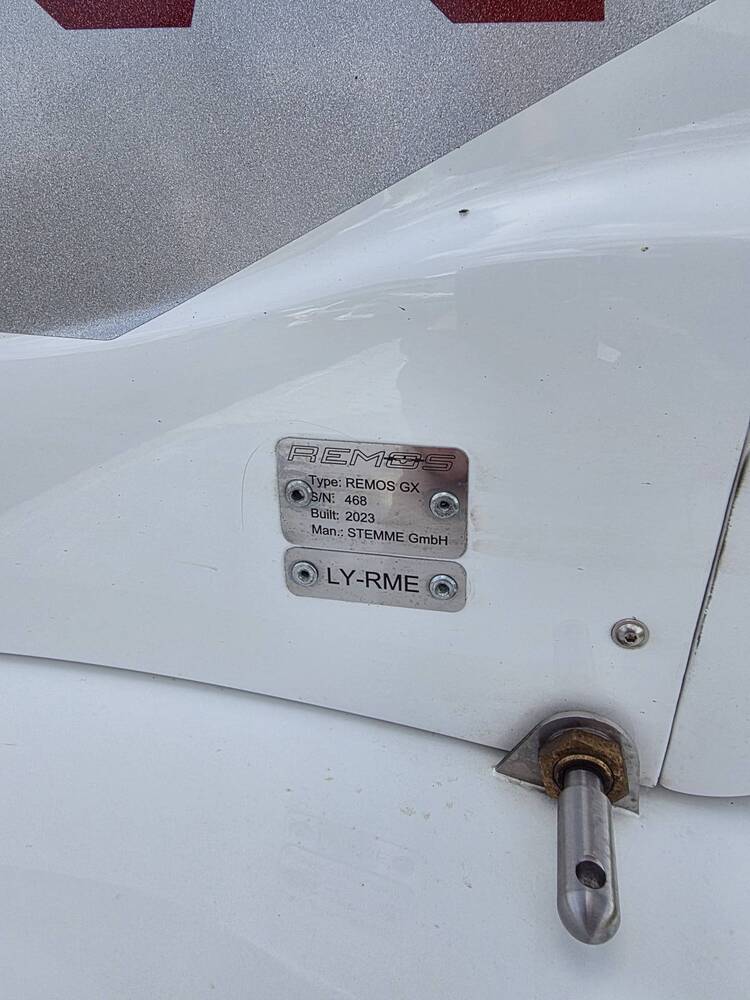 REMOS
Type: REMOS GX
S/N: 468
Built: 2023
Man.: STEMME GmbH
LY-RME